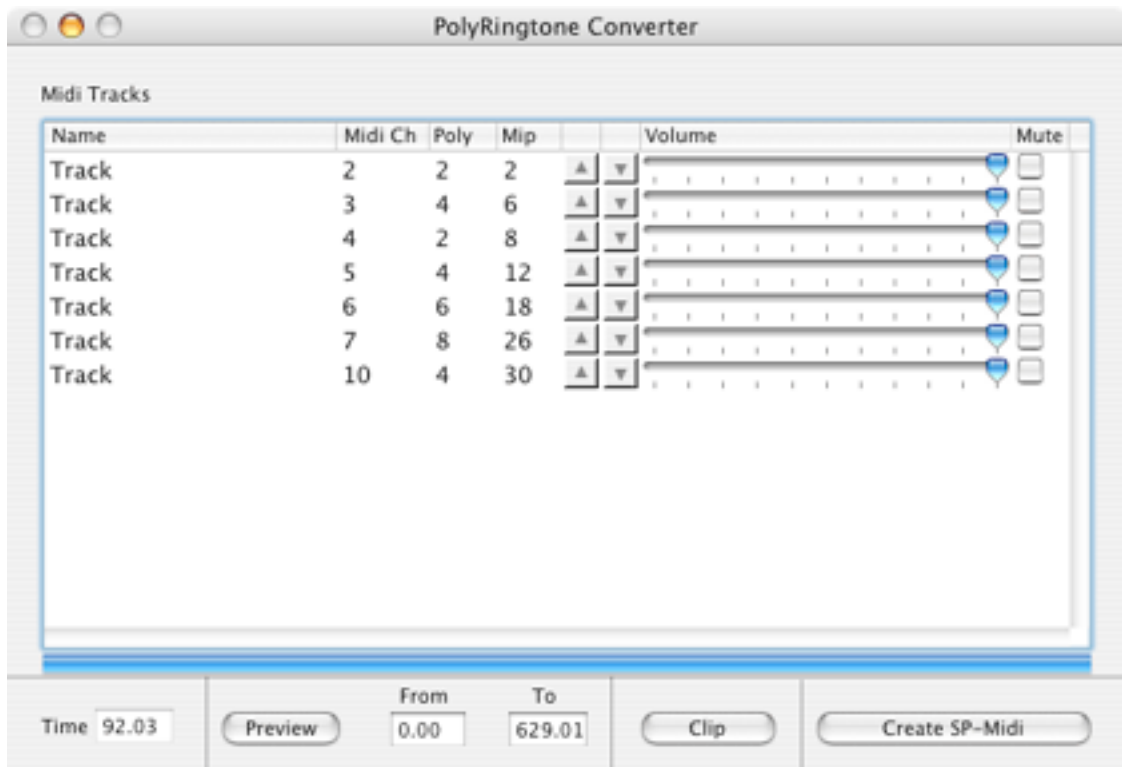 PolyRingtone Converter
Midi Tracks
Name Midi Ch Poly Mip Volume Mute
Track 2 2 2
Track 3 4 6
Track 4 2 8
Track 5 4 12
Track 6 6 18
Track 7 8 26
Track 10 4 30
From To
Time 92.03 Preview 0.00 629.01 Clip Create SP-Midi